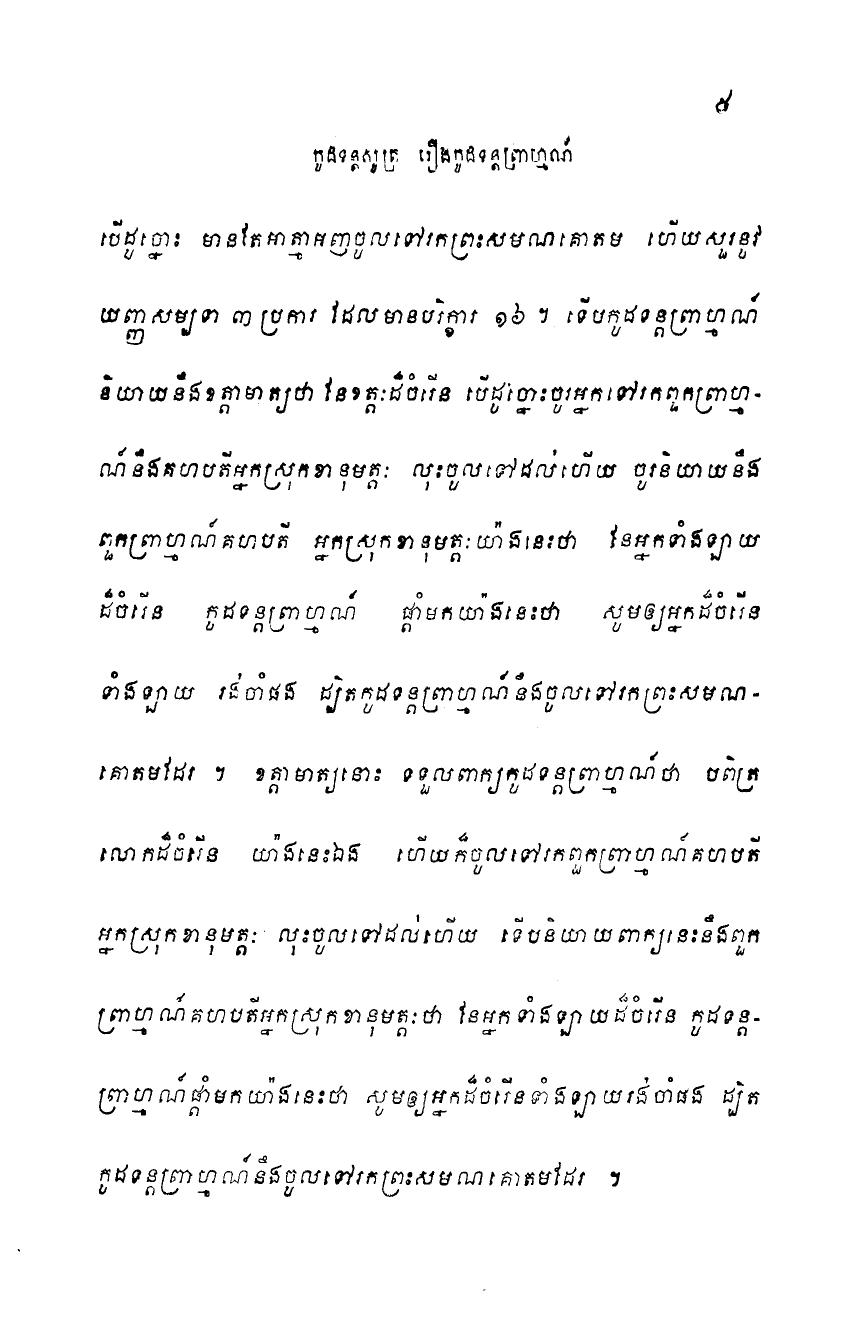 ៥
កូដទន្តសូត្រ រឿងកូដទន្តព្រាហ្មណ៍
បើដូច្នោះ មានតែអាត្មាអញចូលទៅរកព្រះសមណគោតម ហើយសួរនូវ
យញ្ញសម្បទា ៣ ប្រការ ដែលមានបរិក្ខារ ១៦ ។ ទើបកូដទន្តព្រាហ្មណ៍
និយាយនឹងខត្តាមាត្យថា នែខត្តៈដ៏ចំរើន បើដូច្នោះចូរអ្នកទៅរកពួកព្រាហ្ម-
ណ៍នឹងគហបតីអ្នកស្រុកខានុមត្តៈ លុះចូលទៅដល់ហើយ ចូរនិយាយនឹង
ពួកព្រាហ្មណ៍គហបតី អ្នកស្រុកខានុមត្តៈយ៉ាងនេះថា នែអ្នកទាំងឡាយ
ដ៏ចំរើន កូដទន្តព្រាហ្មណ៍ ផ្តាំមកយ៉ាងនេះថា សូមឲ្យអ្នកដ៏ចំរើន
ទាំងឡាយ រង់ចាំផង ដ្បិតកូដទន្តព្រាហ្មណ៍នឹងចូលទៅរកព្រះសមណ-
គោតមដែរ ។ ខត្តាមាត្យនោះ ទទួលពាក្យកូដទន្តព្រាហ្មណ៍ថា បពិត្រ
លោកដ៏ចំរើន យ៉ាងនេះឯង ហើយក៏ចូលទៅរកពួកព្រាហ្មណ៍គហបតី
អ្នកស្រុកខានុមត្តៈ លុះចូលទៅដល់ហើយ ទើបនិយាយពាក្យនេះនឹងពួក
ព្រាហ្មណ៍គហបតីអ្នកស្រុកខានុមត្តៈថា នែអ្នកទាំងឡាយដ៏ចំរើន កូដទន្ត-
ព្រាហ្មណ៍ផ្តាំមកយ៉ាងនេះថា សូមឲ្យអ្នកដ៏ចំរើនទាំងឡាយរង់ចាំផង ដ្បិត
កូដទន្តព្រាហ្មណ៍នឹងចូលទៅរកព្រះសមណគោតមដែរ ។